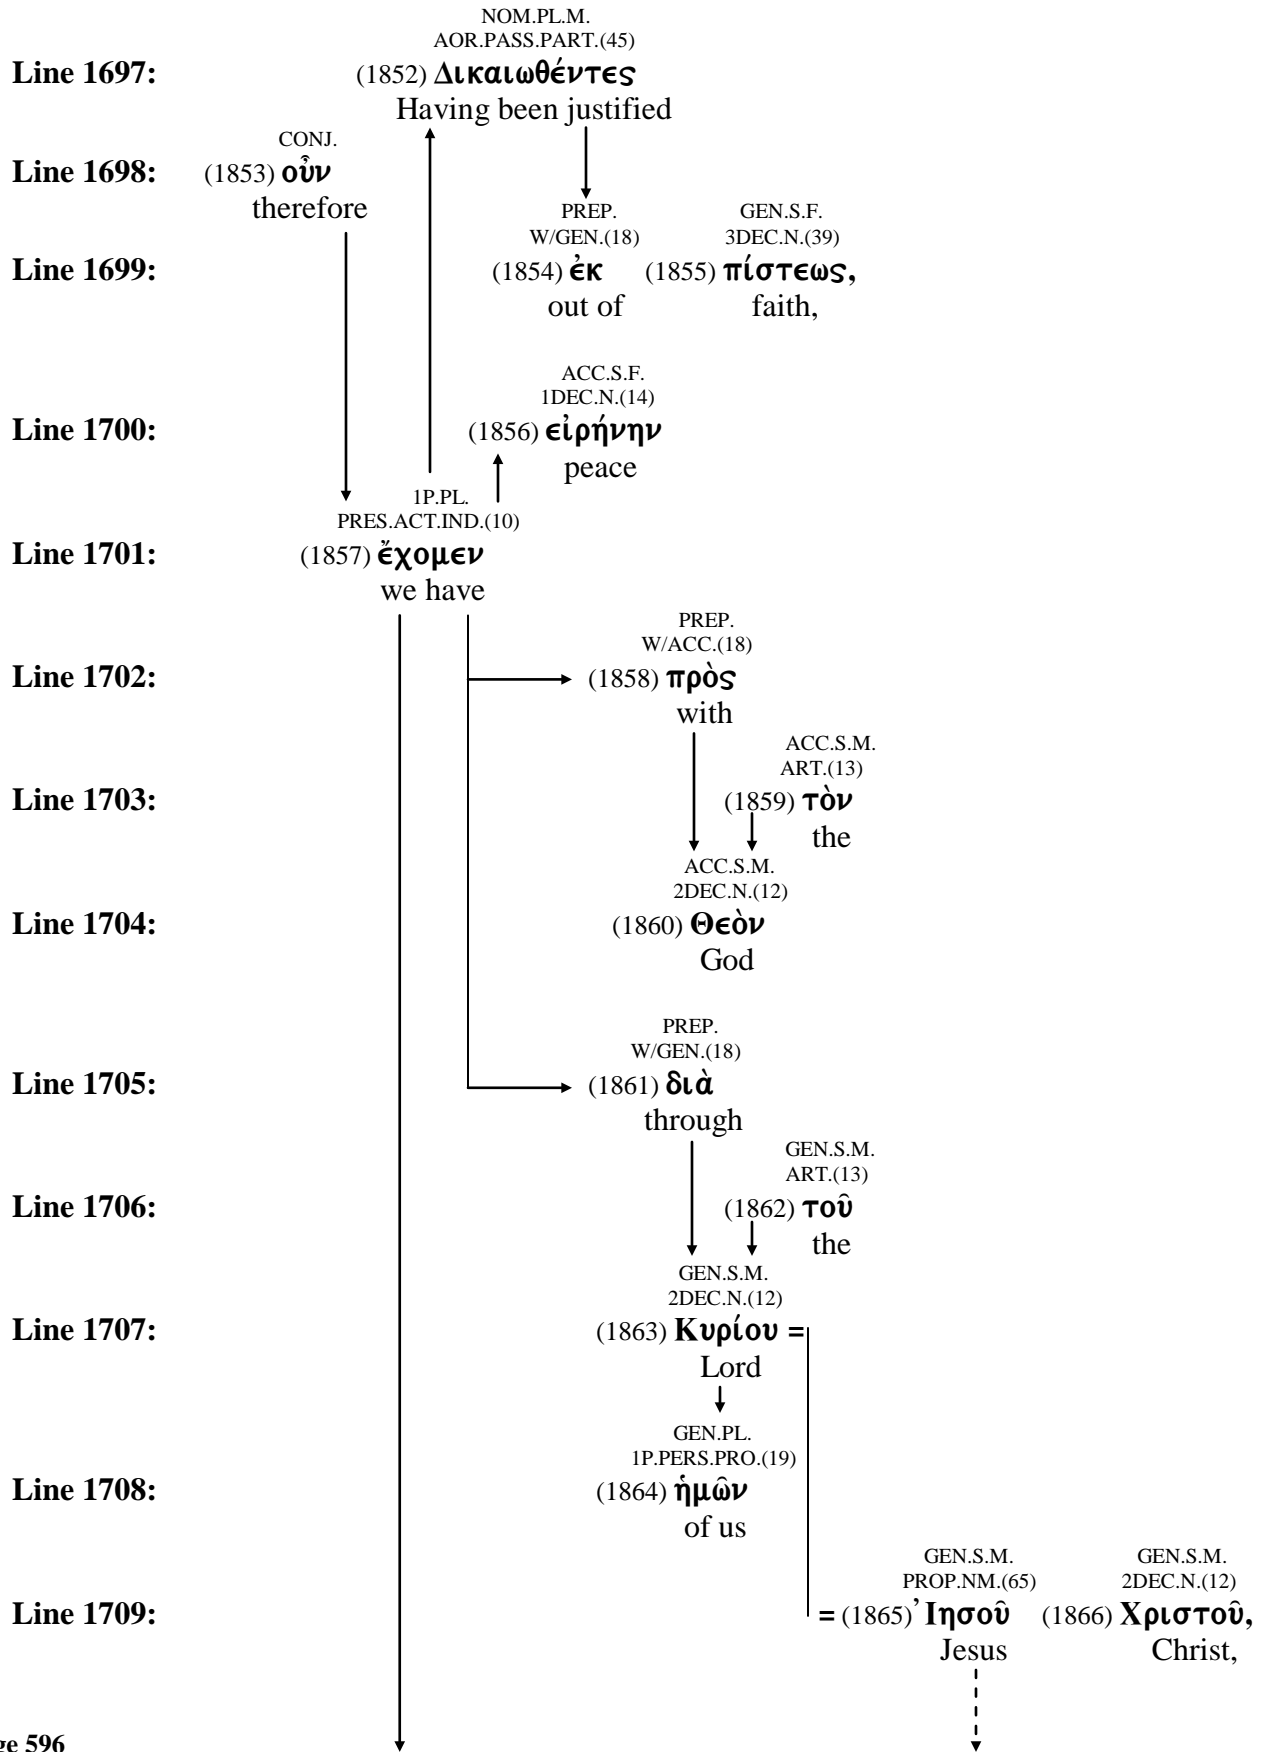 NOM.PL.M.
AOR.PASS.PART.(45)
Line 1697: (1852) Δικαιωθέντες
Having been justified
CONJ.
Line 1698: (1853) οὖν
therefore
PREP. GEN.S.F.
W/GEN.(18) 3DEC.N.(39)
Line 1699: (1854) ἐκ (1855) πίστεως,
out of faith,
ACC.S.F.
1DEC.N.(14)
Line 1700: (1856) εἰρήνην
peace
1P.PL.
PRES.ACT.IND.(10)
Line 1701: (1857) ἔχομεν
we have
PREP.
W/ACC.(18)
Line 1702: (1858) πρὸς
with
ACC.S.M.
ART.(13)
Line 1703: (1859) τὸν
the
ACC.S.M.
2DEC.N.(12)
Line 1704: (1860) Θεὸν
God
PREP.
W/GEN.(18)
Line 1705: (1861) διὰ
through
GEN.S.M.
ART.(13)
Line 1706: (1862) τοῦ
the
GEN.S.M.
2DEC.N.(12)
Line 1707: (1863) Κυρίου =
Lord
GEN.PL.
1P.PERS.PRO.(19)
Line 1708: (1864) ἡμῶν
of us
GEN.S.M. GEN.S.M.
PROP.NM.(65) 2DEC.N.(12)
Line 1709: = (1865) Ἰησοῦ (1866) Χριστοῦ,
Jesus Christ,
ge 596